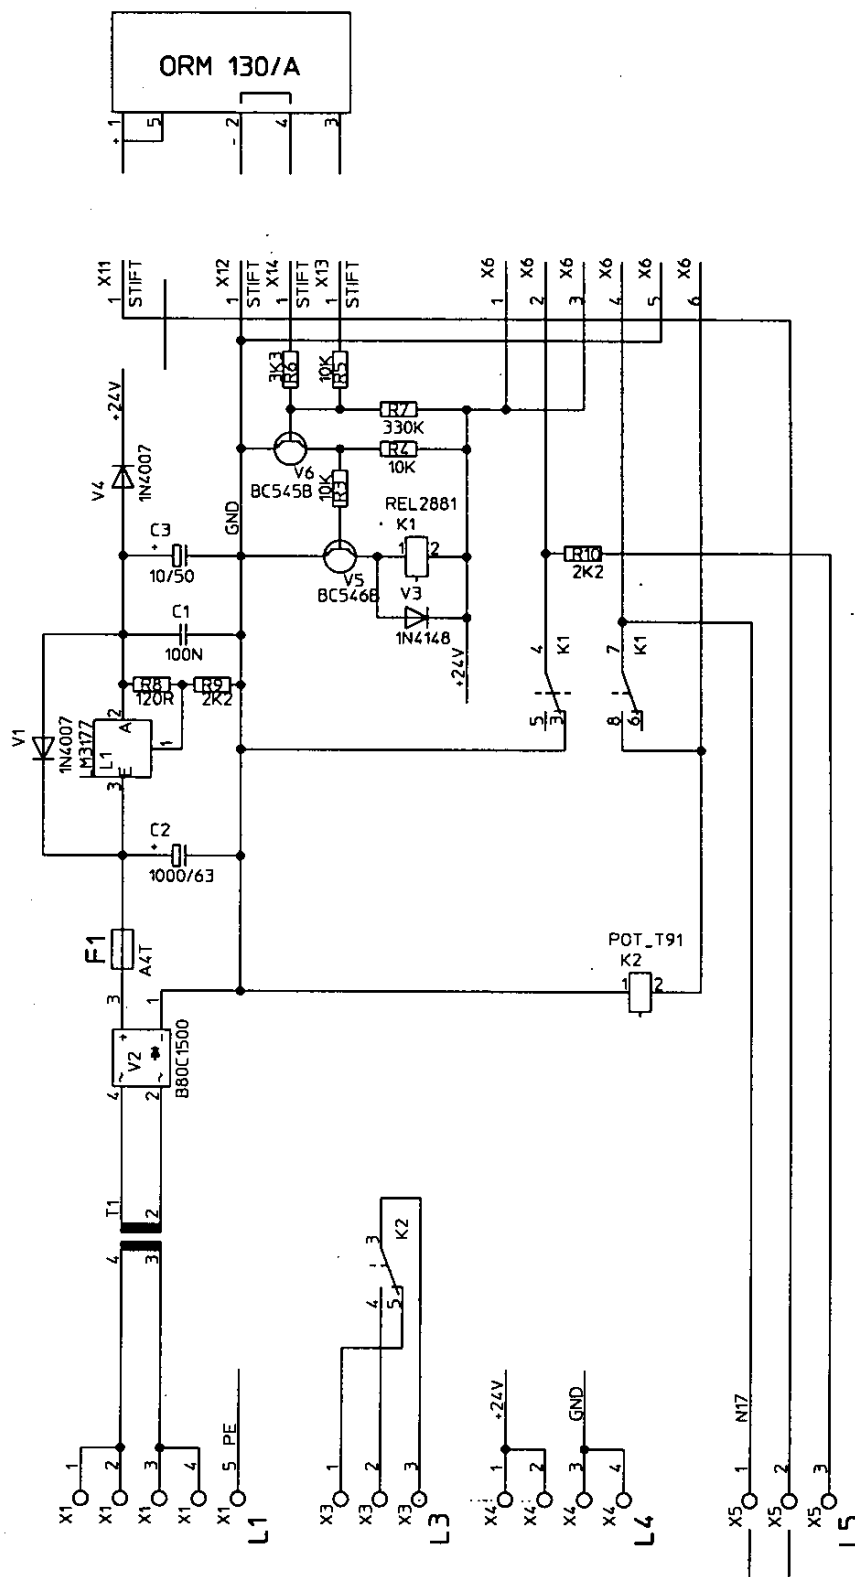 ORM 130/A
1
5
2
4
3
+
-
X11
X12
X14
X13
X6
X6
X6
X6
X6
X6
1
STIFT
1
STIFT
1
STIFT
1
STIFT
1
2
3
4
5
6
+24V
3K3
R6
10K
R5
R7
330K
V4
1N4007
GND
V6
BC545B
10K
R3
R4
10K
REL2881
K1
1
2
C3
+
10/50
V5
BC546B
V3
1N4148
R10
2K2
C1
100N
+24V
4
K1
7
K1
R8
120R
R9
2K2
5
3
8
6
V1
1N4007
M3177
L1
2
A
1
E
3
C2
+
1000/63
F1
A4T
POT_T91
K2
1
2
3
1
+
-
V2
~
~
B80C1500
4
2
T1
2
4
3
3
K2
4
5
PE
+24V
GND
N17
1
2
3
4
5
1
2
3
1
2
3
4
1
2
3
X1
X1
X1
X1
X1
X3
X3
X3
X4
X4
X4
X4
X5
X5
X5
L1
L3
L4
L5